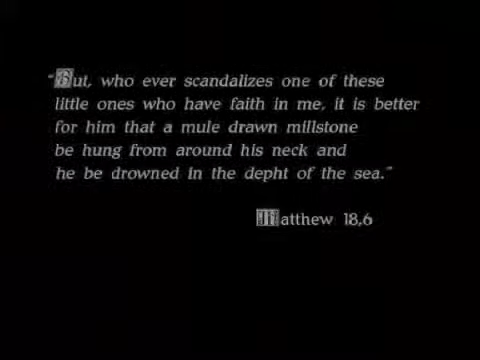 "But, who ever scandalizes one of these
little ones who have faith in me, it is better
for him that a mule drawn millstone
be hung from around his neck and
he be drowned in the depht of the sea."
Matthew 18,6